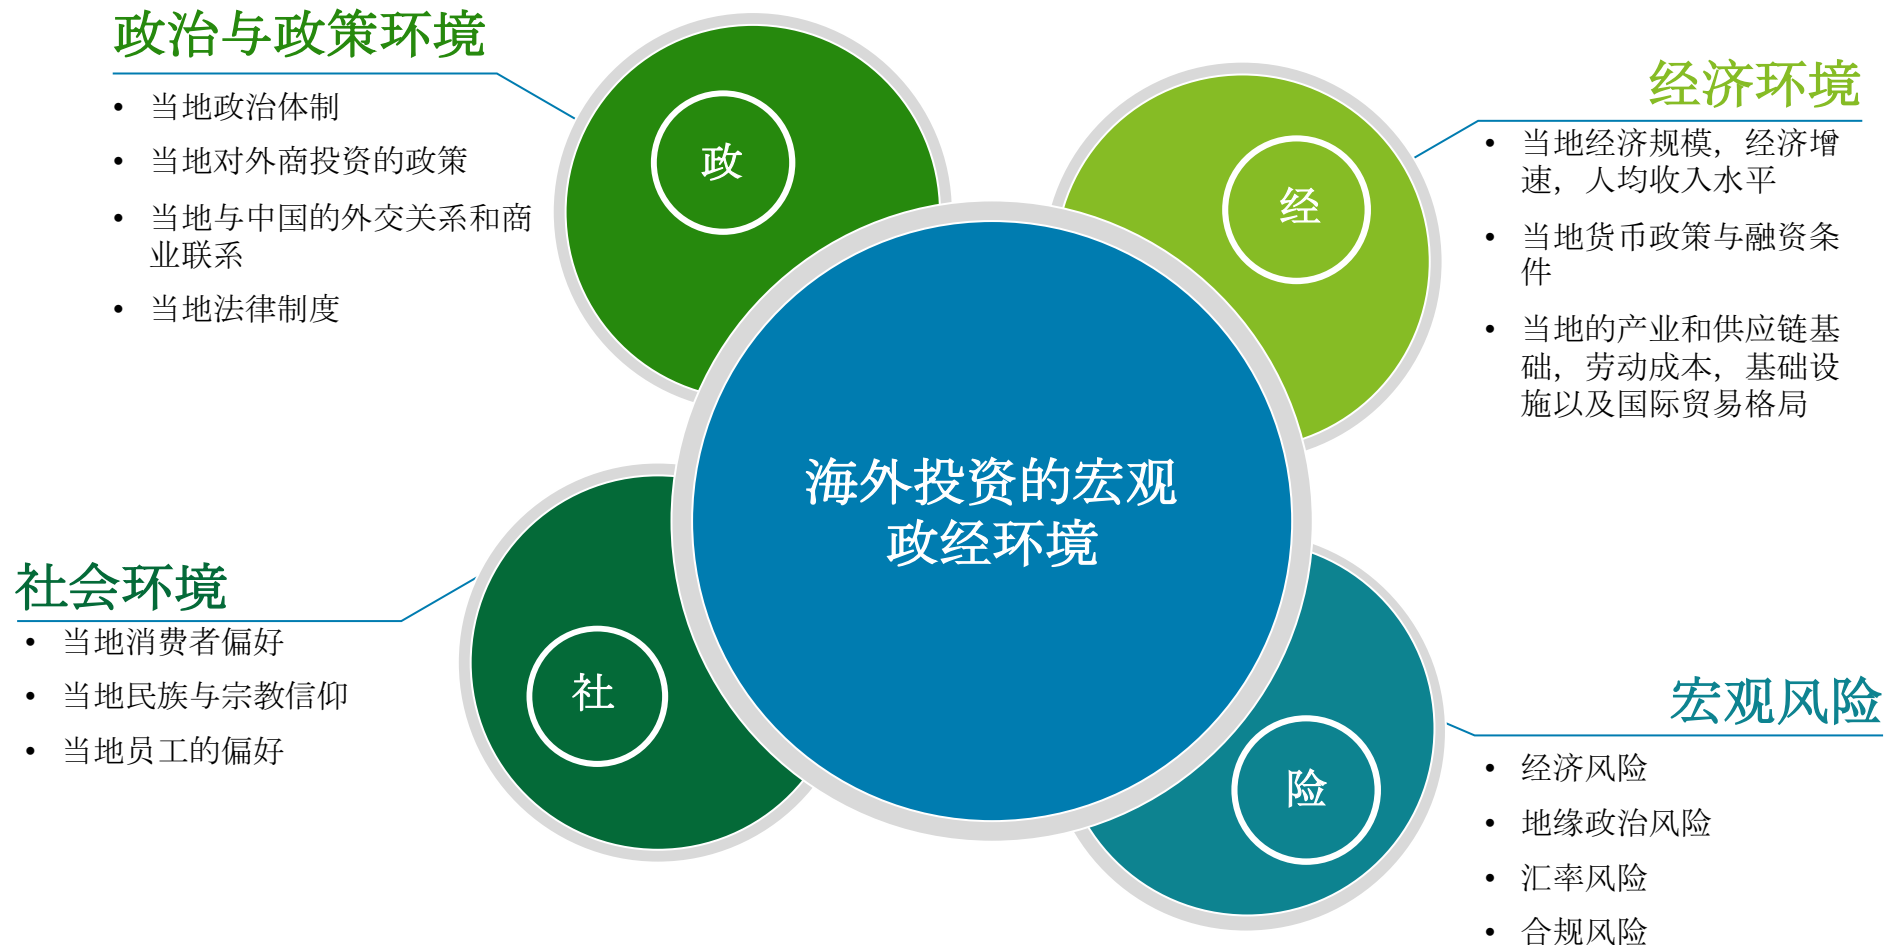 政治与政策环境
• 当地政治体制
• 当地对外商投资的政策
• 当地与中国的外交关系和商
业联系
• 当地法律制度
政
经济环境
• 当地经济规模，经济增
速，人均收入水平
• 当地货币政策与融资条
件
• 当地的产业和供应链基
础，劳动成本，基础设
施以及国际贸易格局
经
海外投资的宏观
政经环境
社会环境
• 当地消费者偏好
• 当地民族与宗教信仰
• 当地员工的偏好
社
宏观风险
• 经济风险
• 地缘政治风险
• 汇率风险
• 合规风险
险